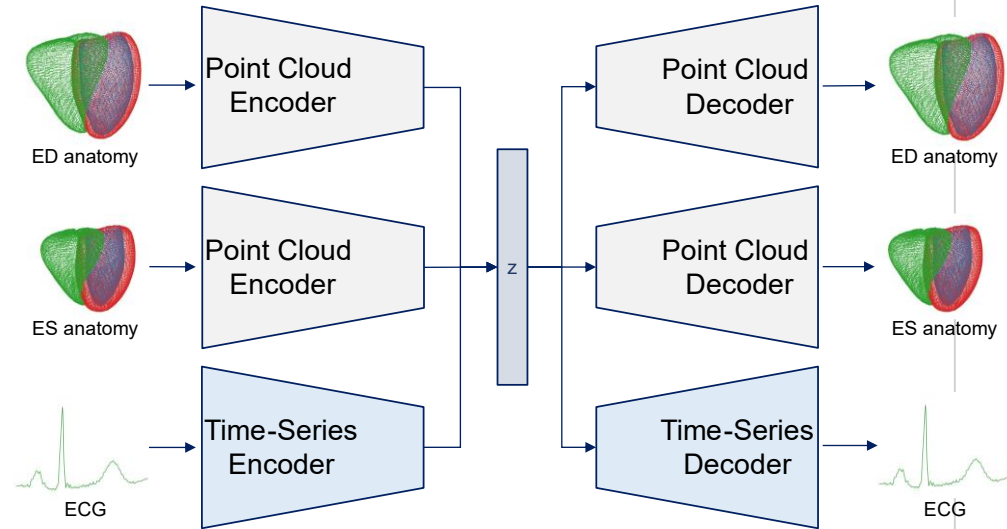 Point Cloud
Encoder
ED anatomy
Point Cloud
Decoder
ED anatomy
Point Cloud
Encoder
ES anatomy
z
Point Cloud
Decoder
ES anatomy
Time-Series
Encoder
ECG
Time-Series
Decoder
ECG